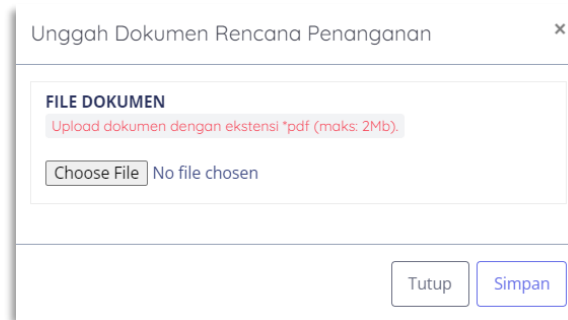 Unggah Dokumen Rencana Penanganan ×
FILE DOKUMEN
Upload dokumen dengan ekstensi *pdf (maks: 2Mb).
Choose File No file chosen
Tutup Simpan